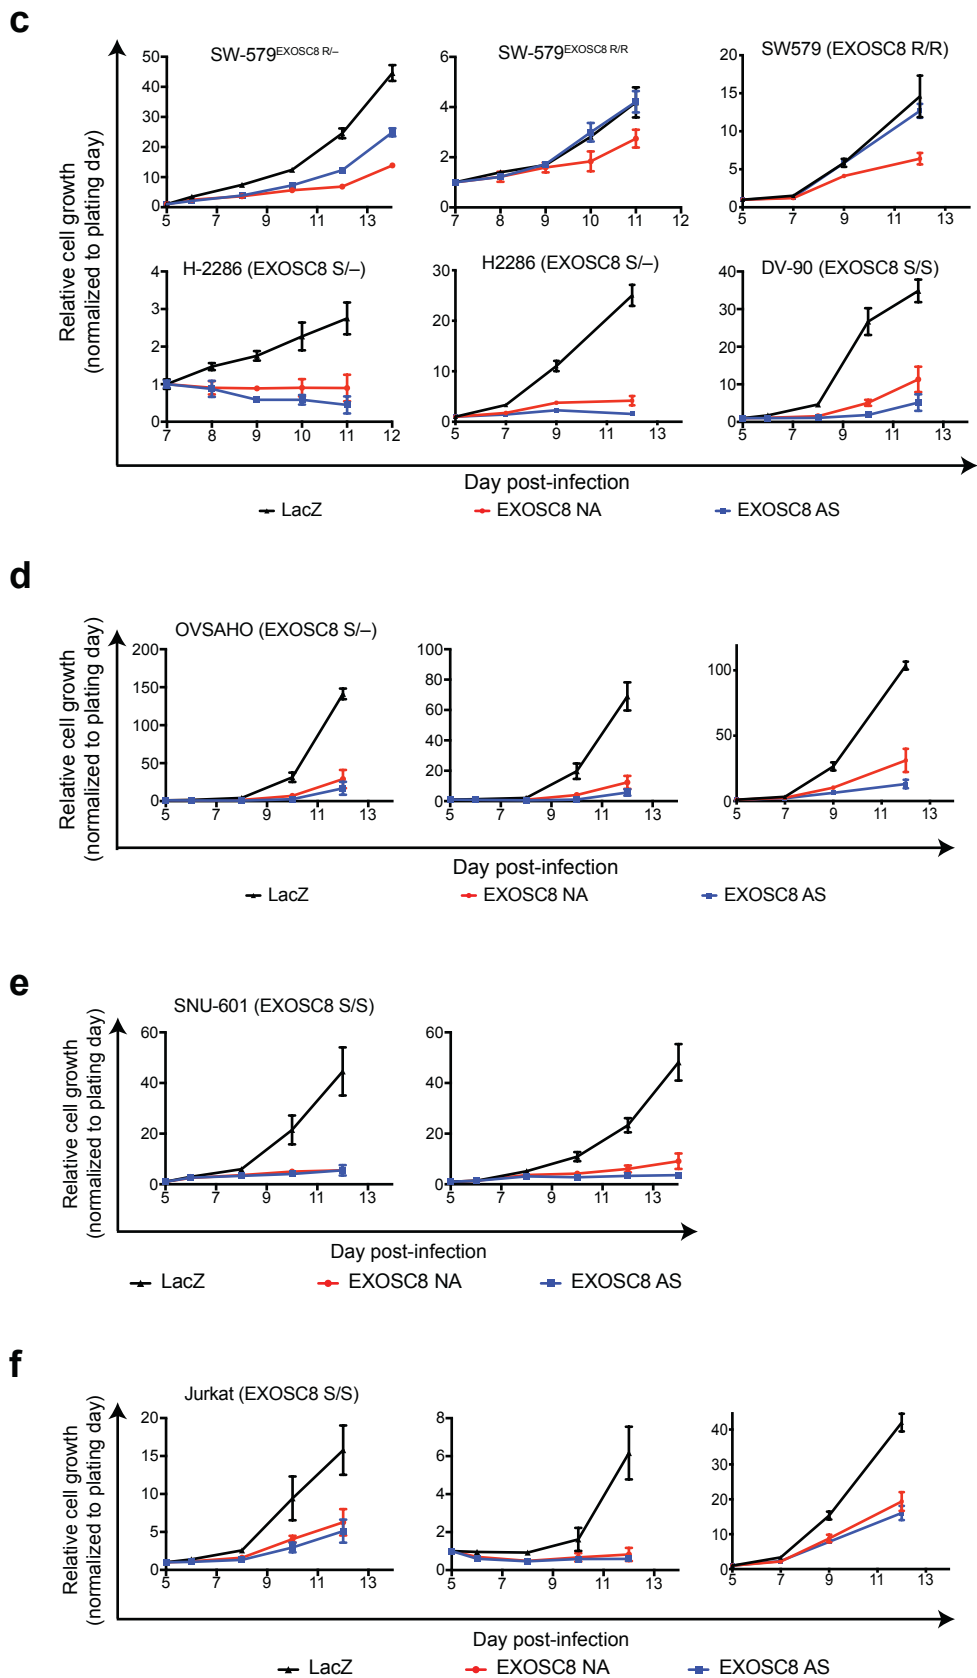 c
Relative cell growth
(normalized to plating day)
SW-579EXOSC8 R/–
50
40
30
20
10
0
5 7 9 11 13
SW-579EXOSC8 R/R
6
4
2
0
7 8 9 10 11 12
SW579 (EXOSC8 R/R)
20
15
10
5
0
5 7 9 11 13
H-2286 (EXOSC8 S/–)
4
3
2
1
0
7 8 9 10 11 12
H2286 (EXOSC8 S/–)
30
20
10
0
5 7 9 11 13
DV-90 (EXOSC8 S/S)
40
30
20
10
0
5 7 9 11 13
Day post-infection
LacZ EXOSC8 NA EXOSC8 AS
d
Relative cell growth
(normalized to plating day)
OVSAHO (EXOSC8 S/–)
200
150
100
50
0
5 7 9 11 13
100
80
60
40
20
0
5 7 9 11 13
100
50
0
5 7 9 11 13
Day post-infection
LacZ EXOSC8 NA EXOSC8 AS
e
Relative cell growth
(normalized to plating day)
SNU-601 (EXOSC8 S/S)
60
40
20
0
5 7 9 11 13
60
40
20
0
5 7 9 11 13
Day post-infection
LacZ EXOSC8 NA EXOSC8 AS
f
Relative cell growth
(normalized to plating day)
Jurkat (EXOSC8 S/S)
20
15
10
5
0
5 7 9 11 13
8
6
4
2
0
5 7 9 11 13
40
30
20
10
0
5 7 9 11 13
Day post-infection
LacZ EXOSC8 NA EXOSC8 AS